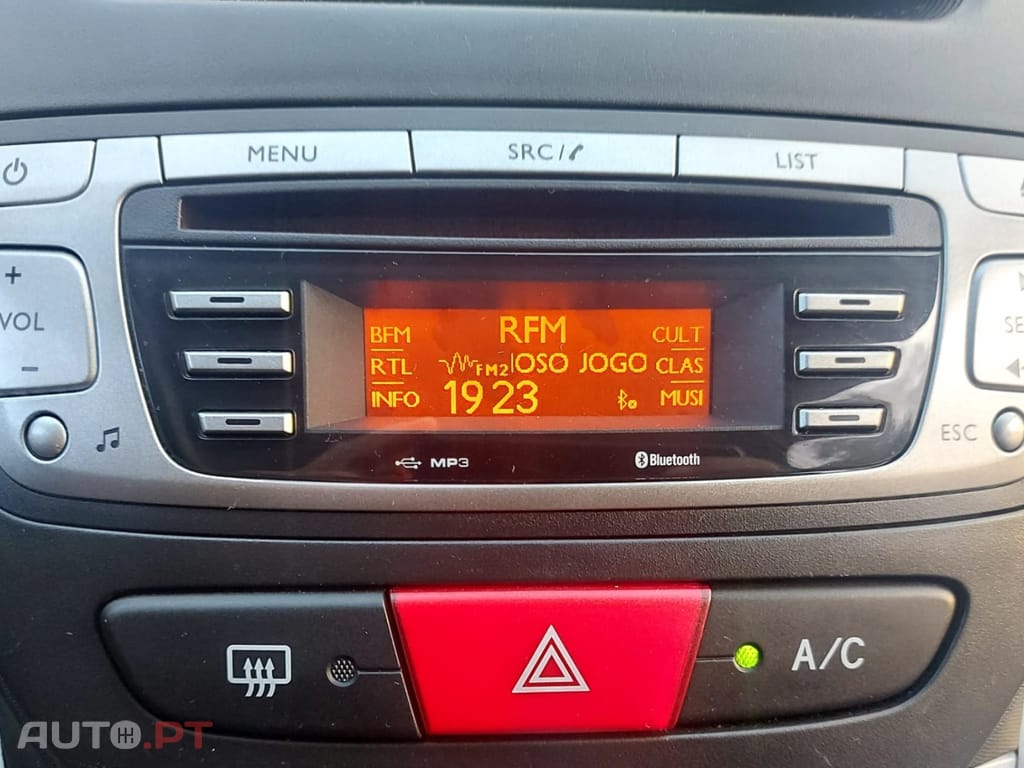 MENU
SRC/
LIST
+
VOL
-
BFM RFM CULT
RTL FM2 OSO JOGO CLAS
INFO 19 23 MUSI
ESC
MP3
Bluetooth
A/C
AUTO.PT